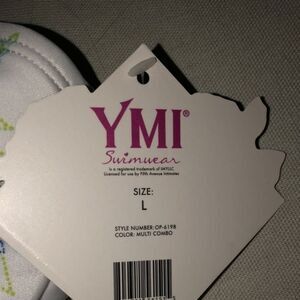 YMI®
Swimwear
is a registered trademark of MYLLC
Licensed for use by Fifth Avenue Intimates
SIZE:
L
STYLE NUMBER: OP-6198
COLOR: MULTI COMBO